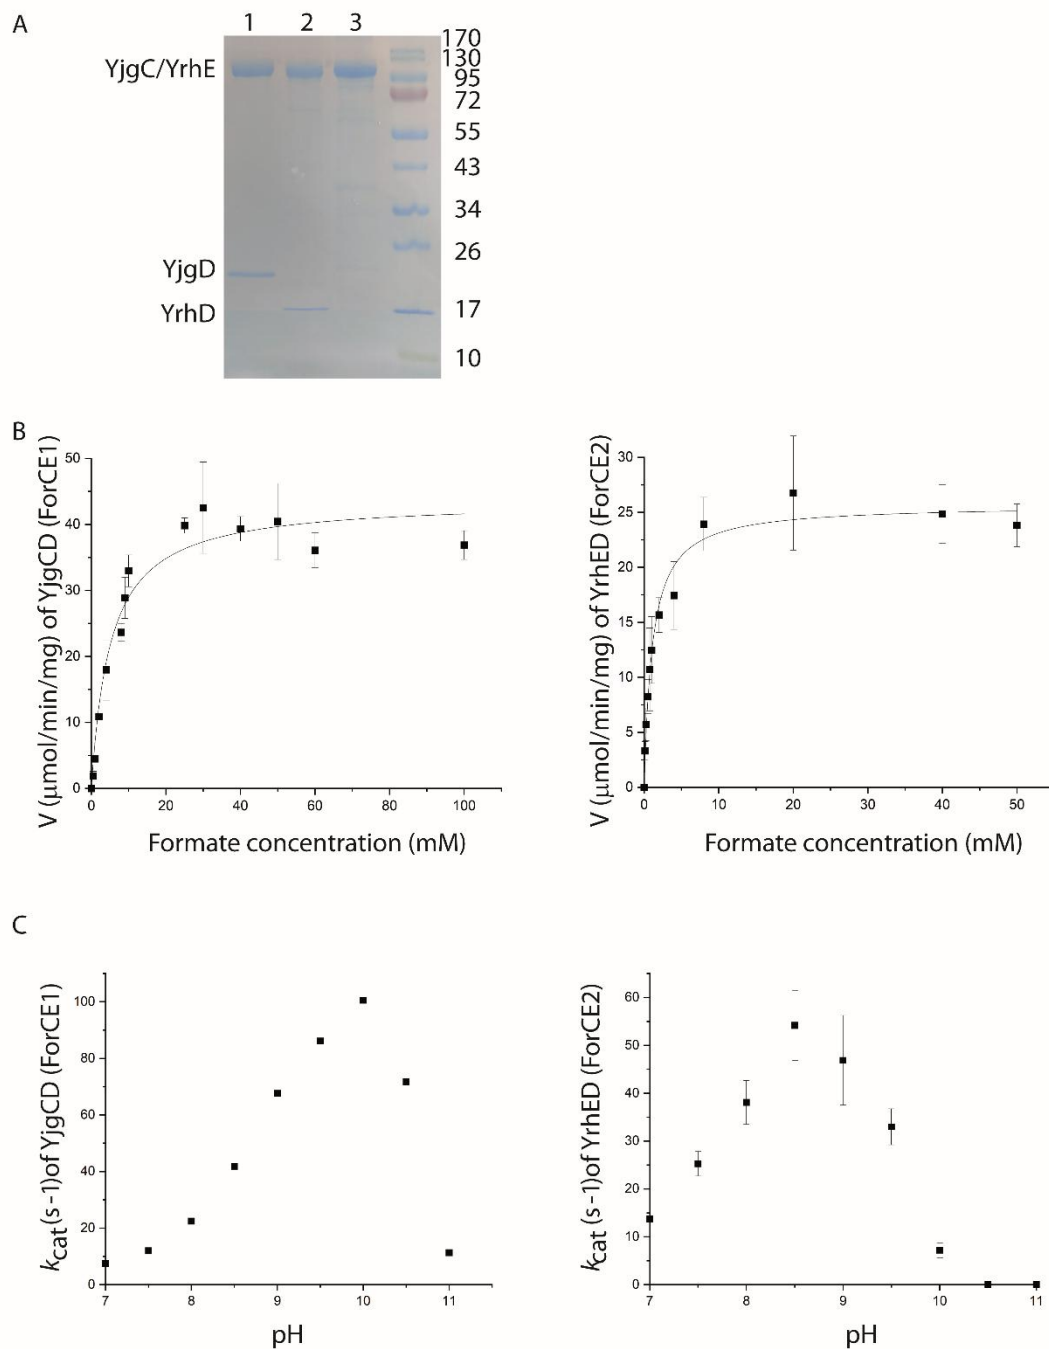 A
1 2 3
YjgC/YrhE
YjgD
YrhD
170
130
95
72
55
43
34
26
17
10
B
V (μmol/min/mg) of YjgCD (ForCE1)
50
40
30
20
10
0
0 20 40 60 80 100
Formate concentration (mM)
V (μmol/min/mg) of YrhED (ForCE2)
30
25
20
15
10
5
0
0 10 20 30 40 50
Formate concentration (mM)
C
kcat (s-1) of YjgCD (ForCE1)
100
80
60
40
20
0
7 8 9 10 11
pH
kcat (s-1) of YrhED (ForCE2)
60
50
40
30
20
10
0
7 8 9 10 11
pH